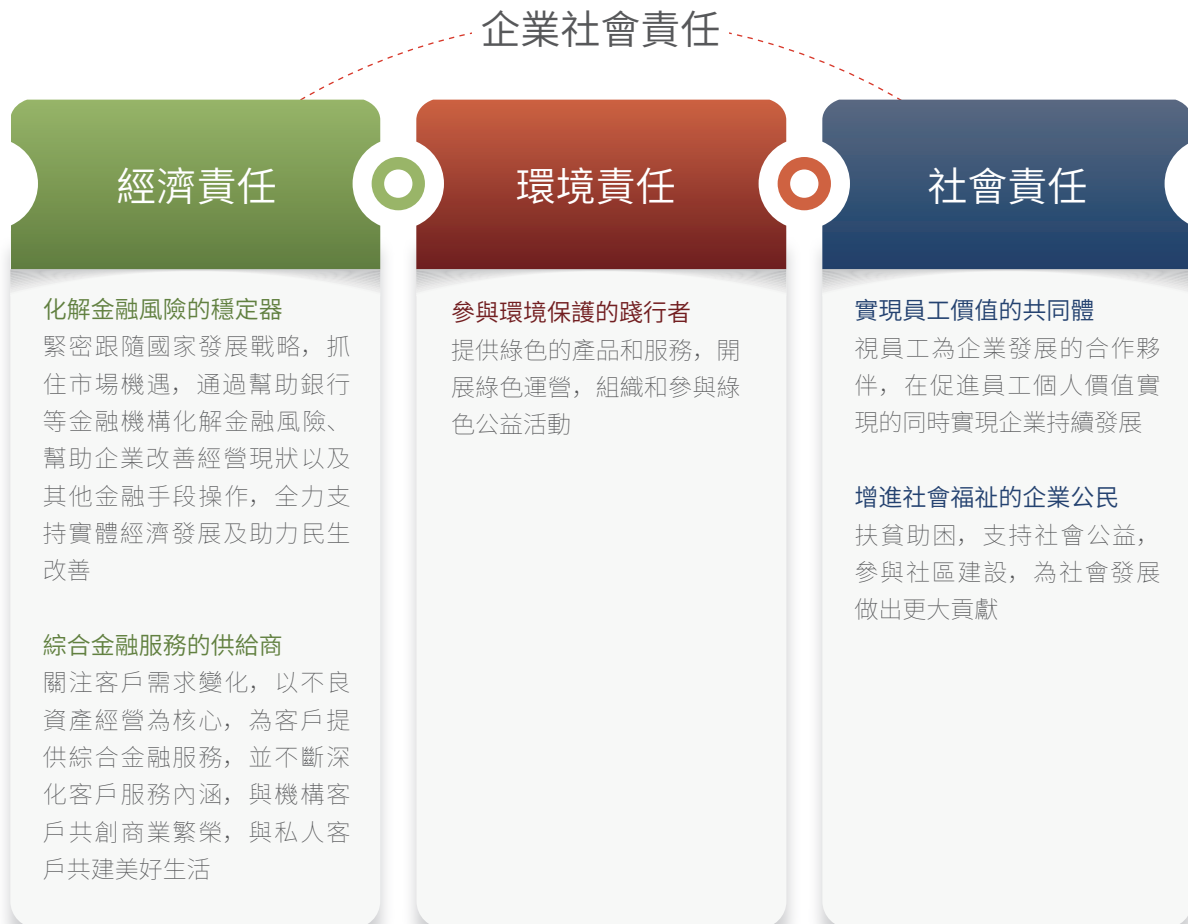 企業社會責任
經濟責任
化解金融風險的穩定器
緊密跟隨國家發展戰略，抓
住市場機遇，通過幫助銀行
等金融機構化解金融風險、
幫助企業改善經營現狀以及
其他金融手段操作，全力支
持實體經濟發展及助力民生
改善
綜合金融服務的供給商
關注客戶需求變化，以不良
資產經營為核心，為客戶提
供綜合金融服務，並不斷深
化客戶服務內涵，與機構客
戶共創商業繁榮，與私人客
戶共建美好生活
環境責任
參與環境保護的踐行者
提供綠色的產品和服務，開
展綠色運營，組織和參與綠
色公益活動
社會責任
實現員工價值的共同體
視員工為企業發展的合作夥
伴，在促進員工個人價值實
現的同時實現企業持續發展
增進社會福祉的企業公民
扶貧助困，支持社會公益，
參與社區建設，為社會發展
做出更大貢獻